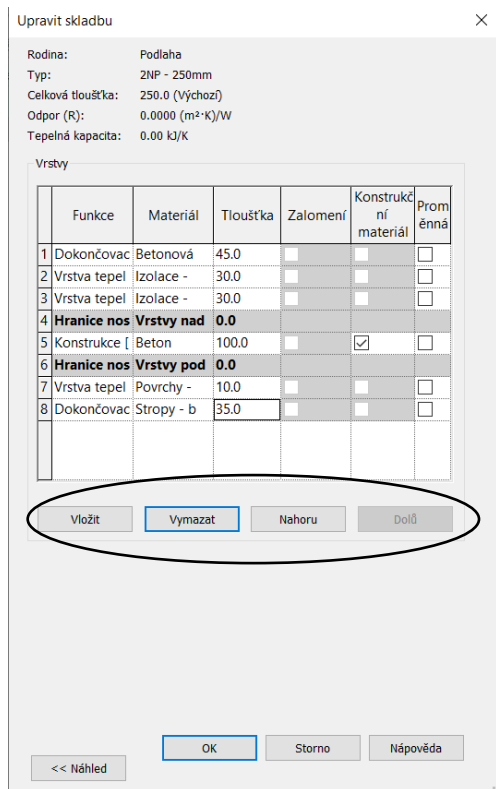 Upravit skladbu
Rodina: Podlaha
Typ: 2NP - 250mm
Celková tloušťka: 250.0 (Výchozí)
Odpor (R): 0.0000 (m²·K)/W
Tepelná kapacita: 0.00 kJ/K
Vrstvy
Funkce Materiál Tloušťka Zalomení Konstrukč
ní
materiál Prom
ěnná
1 Dokončovac Betonová 45.0
2 Vrstva tepel Izolace - 30.0
3 Vrstva tepel Izolace - 30.0
4 Hranice nos Vrstvy nad 0.0
5 Konstrukce [ Beton 100.0
6 Hranice nos Vrstvy pod 0.0
7 Vrstva tepel Povrchy - 10.0
8 Dokončovac Stropy - b 35.0
Vložit Vymazat Nahoru Dolů
OK Storno Nápověda
<< Náhled